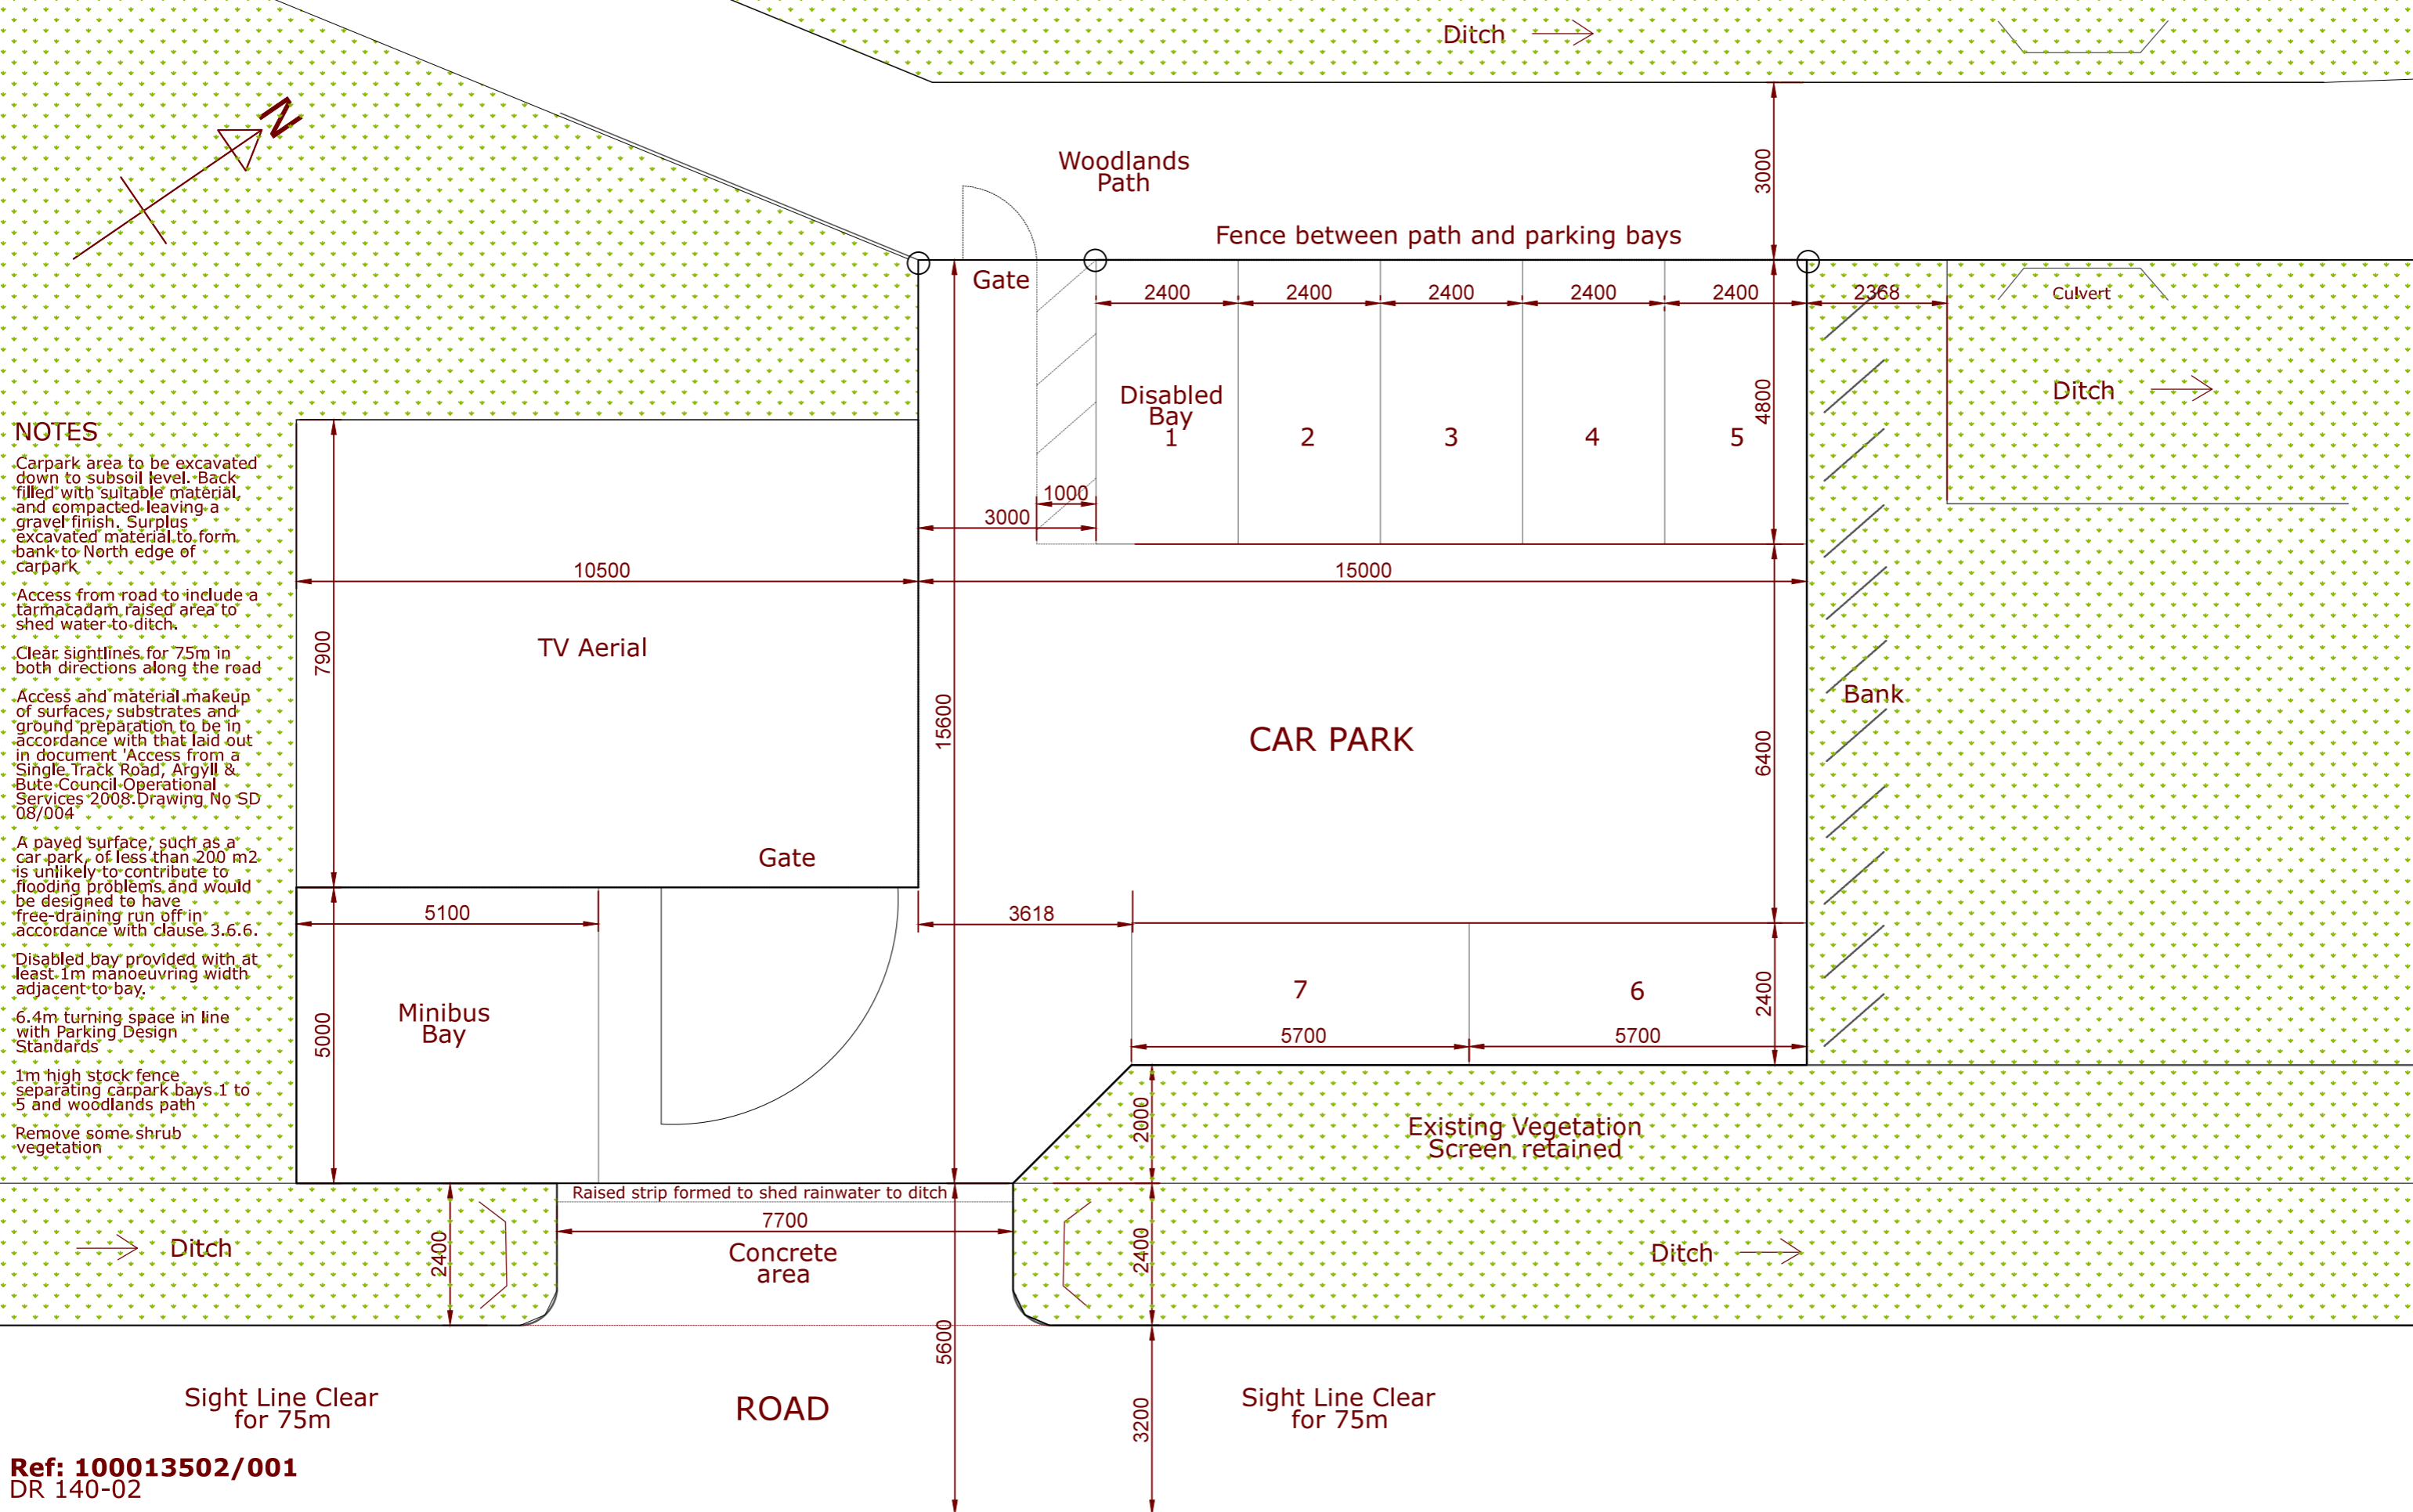 Ditch
N
Woodlands
Path
3000
Fence between path and parking bays
Gate
2400
2400
2400
2400
2400
2368
Culvert
Disabled
Bay
1
2
3
4
5
4800
Ditch
1000
3000
NOTES
Carpark area to be excavated
down to subsoil level. Back
filled with suitable material,
and compacted leaving a
gravel finish. Surplus
excavated material to form
bank to North edge of
carpark
Access from road to include a
tarmacadam raised area to
shed water to ditch.
Clear sightlines for 75m in
both directions along the road
Access and material makeup
of surfaces, substrates and
ground preparation to be in
accordance with that laid out
in document 'Access from a
Single Track Road, Argyll &
Bute Council Operational
Services 2008.Drawing No SD
08/004
A paved surface, such as a
car park, of less than 200 m2
is unlikely to contribute to
flooding problems and would
be designed to have
free-draining run off in
accordance with clause 3.6.6.
Disabled bay provided with at
least 1m manoeuvring width
adjacent to bay.
6.4m turning space in line
with Parking Design
Standards
1m high stock fence
separating carpark bays 1 to
5 and woodlands path
Remove some shrub
vegetation
10500
15000
7900
TV Aerial
15600
CAR PARK
6400
Bank
Gate
5100
3618
5000
Minibus
Bay
7
6
2400
5700
5700
2000
Existing Vegetation
Screen retained
Raised strip formed to shed rainwater to ditch
7700
Ditch
2400
Concrete
area
2400
Ditch
5600
Sight Line Clear
for 75m
ROAD
3200
Sight Line Clear
for 75m
Ref: 100013502/001
DR 140-02